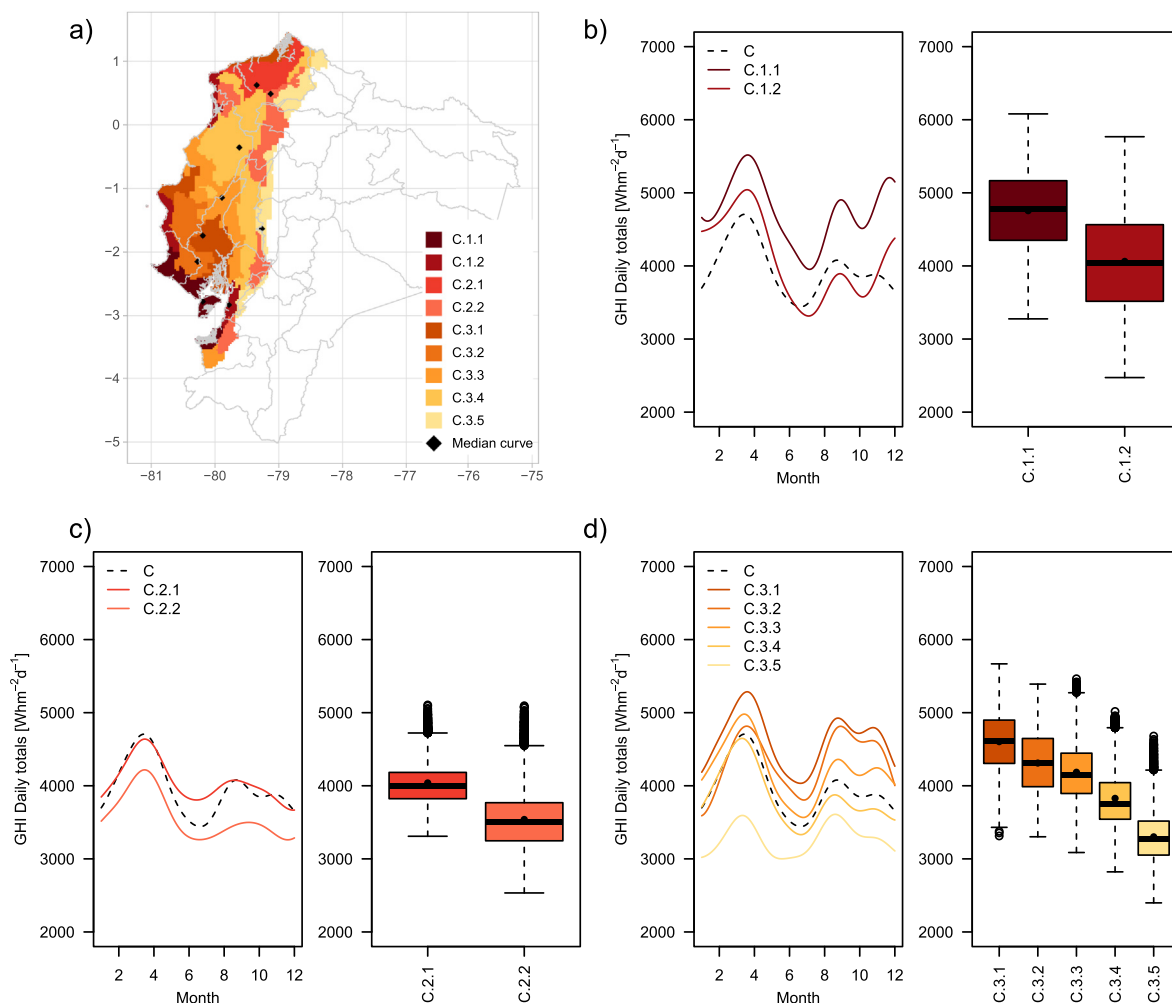 a)
1
0
−1
−2
−3
−4
−5
−81
−80
−79
−78
−77
−76
−75
C.1.1
C.1.2
C.2.1
C.2.2
C.3.1
C.3.2
C.3.3
C.3.4
C.3.5
Median curve
b)
GHI Daily totals [Whm−2d−1]
7000
6000
5000
4000
3000
2000
C
C.1.1
C.1.2
2 4 6 8 10 12
Month
7000
6000
5000
4000
3000
2000
C.1.1
C.1.2
c)
GHI Daily totals [Whm−2d−1]
7000
6000
5000
4000
3000
2000
C
C.2.1
C.2.2
2 4 6 8 10 12
Month
7000
6000
5000
4000
3000
2000
C.2.1
C.2.2
d)
GHI Daily totals [Whm−2d−1]
7000
6000
5000
4000
3000
2000
C
C.3.1
C.3.2
C.3.3
C.3.4
C.3.5
2 4 6 8 10 12
Month
7000
6000
5000
4000
3000
2000
C.3.1
C.3.2
C.3.3
C.3.4
C.3.5